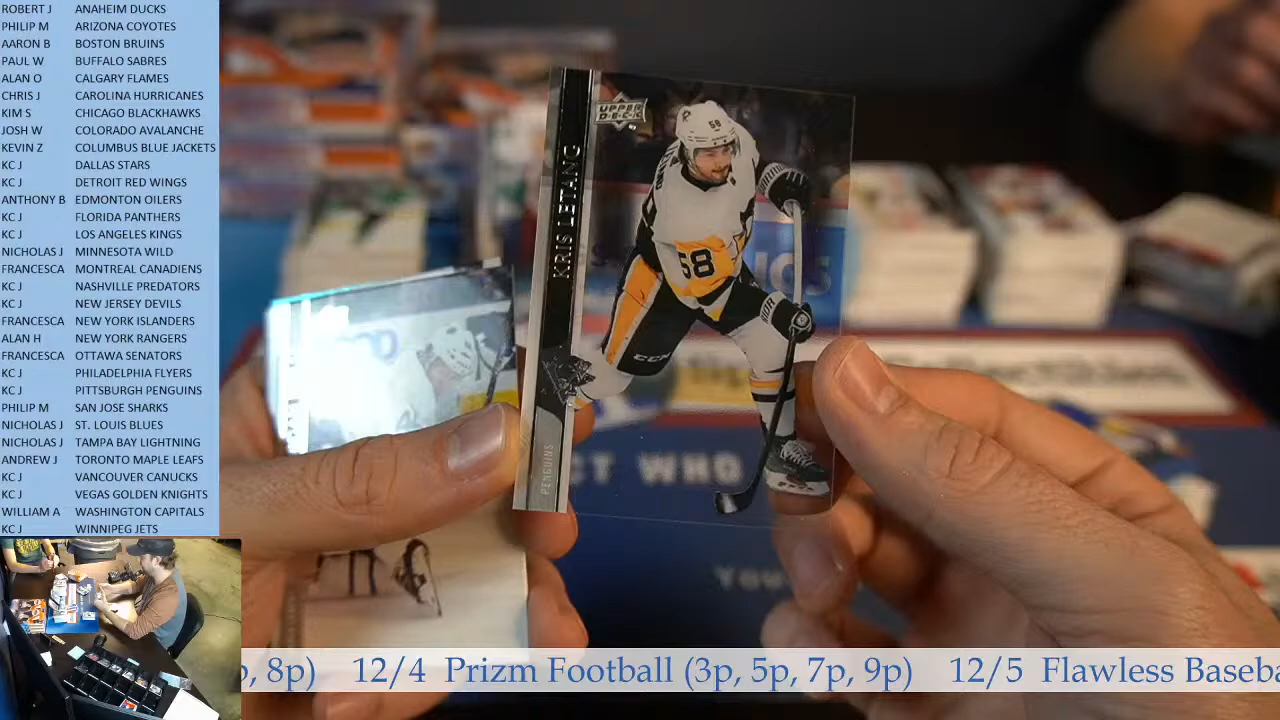 ROBERT J ANAHEIM DUCKS
PHILIP M ARIZONA COYOTES
AARON B BOSTON BRUINS
PAUL W BUFFALO SABRES
ALAN O CALGARY FLAMES
CHRIS J CAROLINA HURRICANES
KIM S CHICAGO BLACKHAWKS
JOSH W COLORADO AVALANCHE
KEVIN Z COLUMBUS BLUE JACKETS
KC J DALLAS STARS
KC J DETROIT RED WINGS
ANTHONY B EDMONTON OILERS
KC J FLORIDA PANTHERS
KC J LOS ANGELES KINGS
NICHOLAS J MINNESOTA WILD
FRANCESCA MONTREAL CANADIENS
KC J NASHVILLE PREDATORS
KC J NEW JERSEY DEVILS
FRANCESCA NEW YORK ISLANDERS
ALAN H NEW YORK RANGERS
FRANCESCA OTTAWA SENATORS
KC J PHILADELPHIA FLYERS
KC J PITTSBURGH PENGUINS
PHILIP M SAN JOSE SHARKS
NICHOLAS J ST. LOUIS BLUES
NICHOLAS J TAMPA BAY LIGHTNING
ANDREW J TORONTO MAPLE LEAFS
KC J VANCOUVER CANUCKS
KC J VEGAS GOLDEN KNIGHTS
WILLIAM A WASHINGTON CAPITALS
KC J WINNIPEG JETS
UPPER DECK
KRIS LETANG
PENGUINS
58
58
CCM
CT WHO
YOU
p, 8p) 12/4 Prizm Football (3p, 5p, 7p, 9p) 12/5 Flawless Baseba